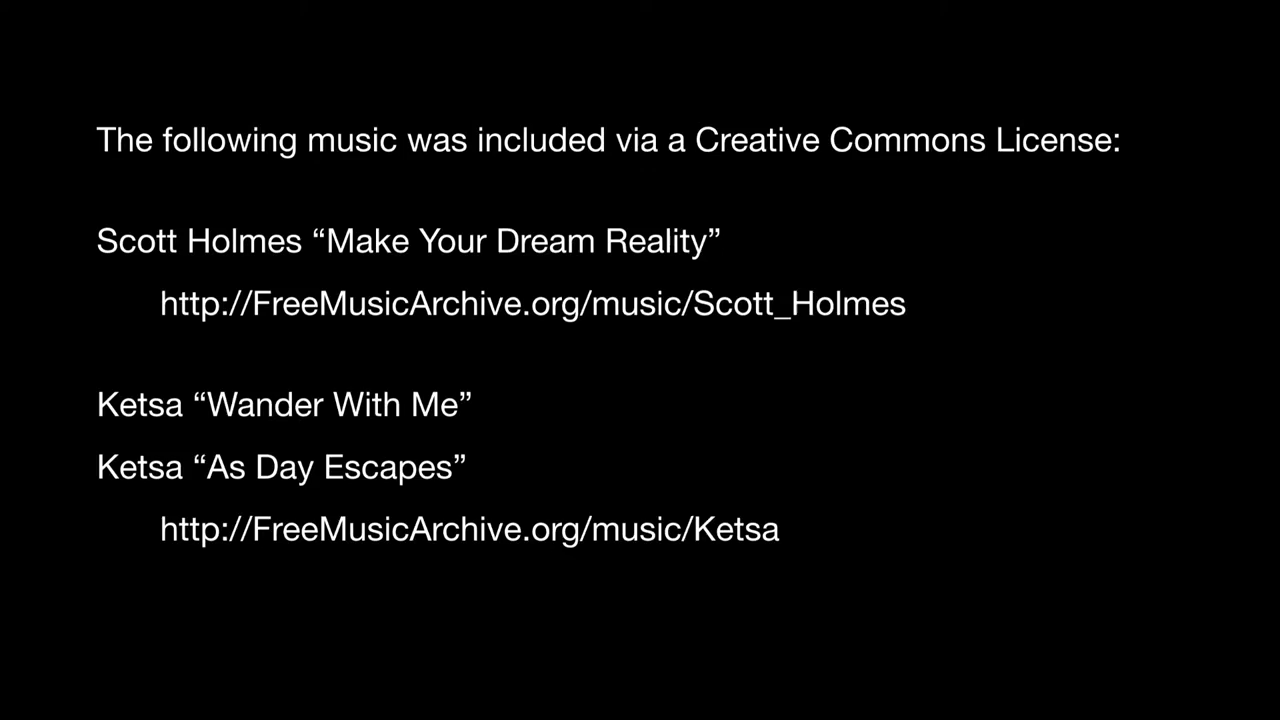 The following music was included via a Creative Commons License:
Scott Holmes “Make Your Dream Reality”
http://FreeMusicArchive.org/music/Scott_Holmes
Ketsa “Wander With Me”
Ketsa “As Day Escapes”
http://FreeMusicArchive.org/music/Ketsa